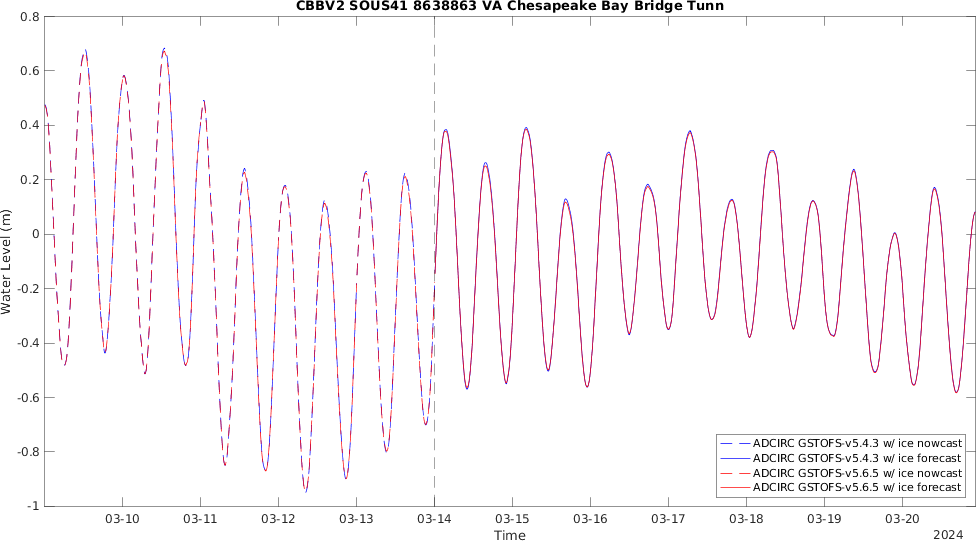 CBBV2 SOUS41 8638863 VA Chesapeake Bay Bridge Tunn
0.8
0.6
0.4
0.2
0
-0.2
-0.4
-0.6
-0.8
-1
Water Level (m)
ADCIRC GSTOFS-v5.4.3 w/ ice nowcast
ADCIRC GSTOFS-v5.4.3 w/ ice forecast
ADCIRC GSTOFS-v5.6.5 w/ ice nowcast
ADCIRC GSTOFS-v5.6.5 w/ ice forecast
03-10 03-11 03-12 03-13 03-14 03-15 03-16 03-17 03-18 03-19 03-20
Time
2024